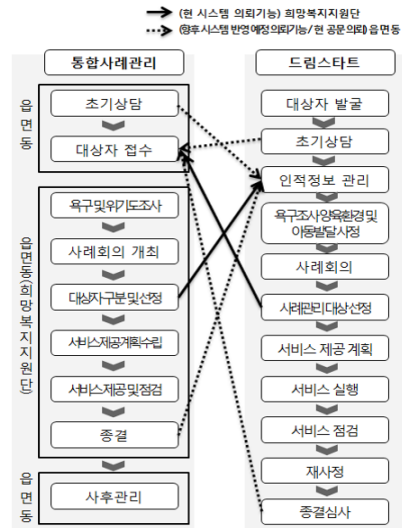 (현 시스템 의뢰기능) 희망복지지원단
(향후시스템 반영예정의뢰기능/현 공문의뢰) 읍면동
통합사례관리
드림스타트
읍면동
초기상담
대상자 접수
읍면동(희망복지지원단)
욕구 및 위기도조사
사례회의 개최
대상자구분 및 선정
서비스제공계획수립
서비스제공 및 점검
종결
읍면동
사후관리
대상자 발굴
초기상담
인적정보 관리
욕구조사 양육환경 및
아동발달 사정
사례회의
사례관리 대상 선정
서비스 제공 계획
서비스 실행
서비스 점검
재사정
종결심사